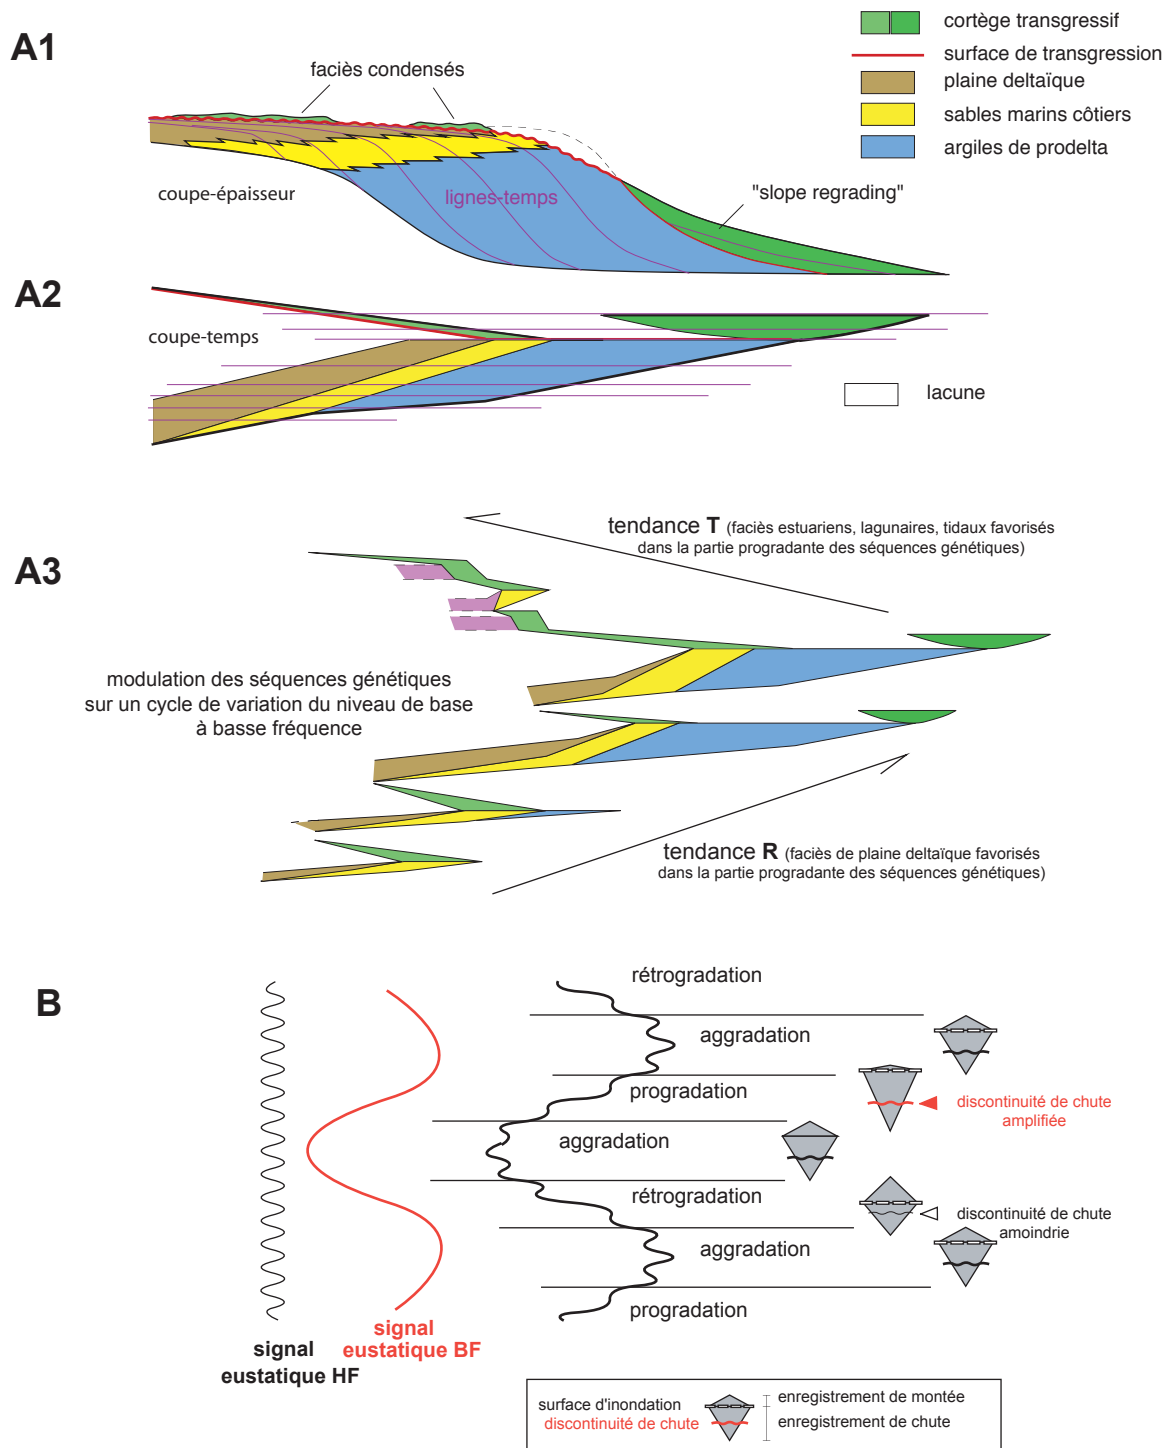 A1
cortège transgressif
surface de transgression
plaine deltaïque
sables marins côtiers
argiles de prodelta
faciès condensés
coupe-épaisseur
lignes-temps
"slope regrading"
A2
coupe-temps
lacune
A3
tendance T (faciès estuariens, lagunaires, tidaux favorisés
dans la partie progradante des séquences génétiques)
modulation des séquences génétiques
sur un cycle de variation du niveau de base
à basse fréquence
tendance R (faciès de plaine deltaïque favorisés
dans la partie progradante des séquences génétiques)
B
rétrogradation
aggradation
progradation
discontinuité de chute
amplifiée
aggradation
rétrogradation
discontinuité de chute
amoindrie
aggradation
progradation
signal
eustatique HF
signal
eustatique BF
surface d'inondation
discontinuité de chute
enregistrement de montée
enregistrement de chute